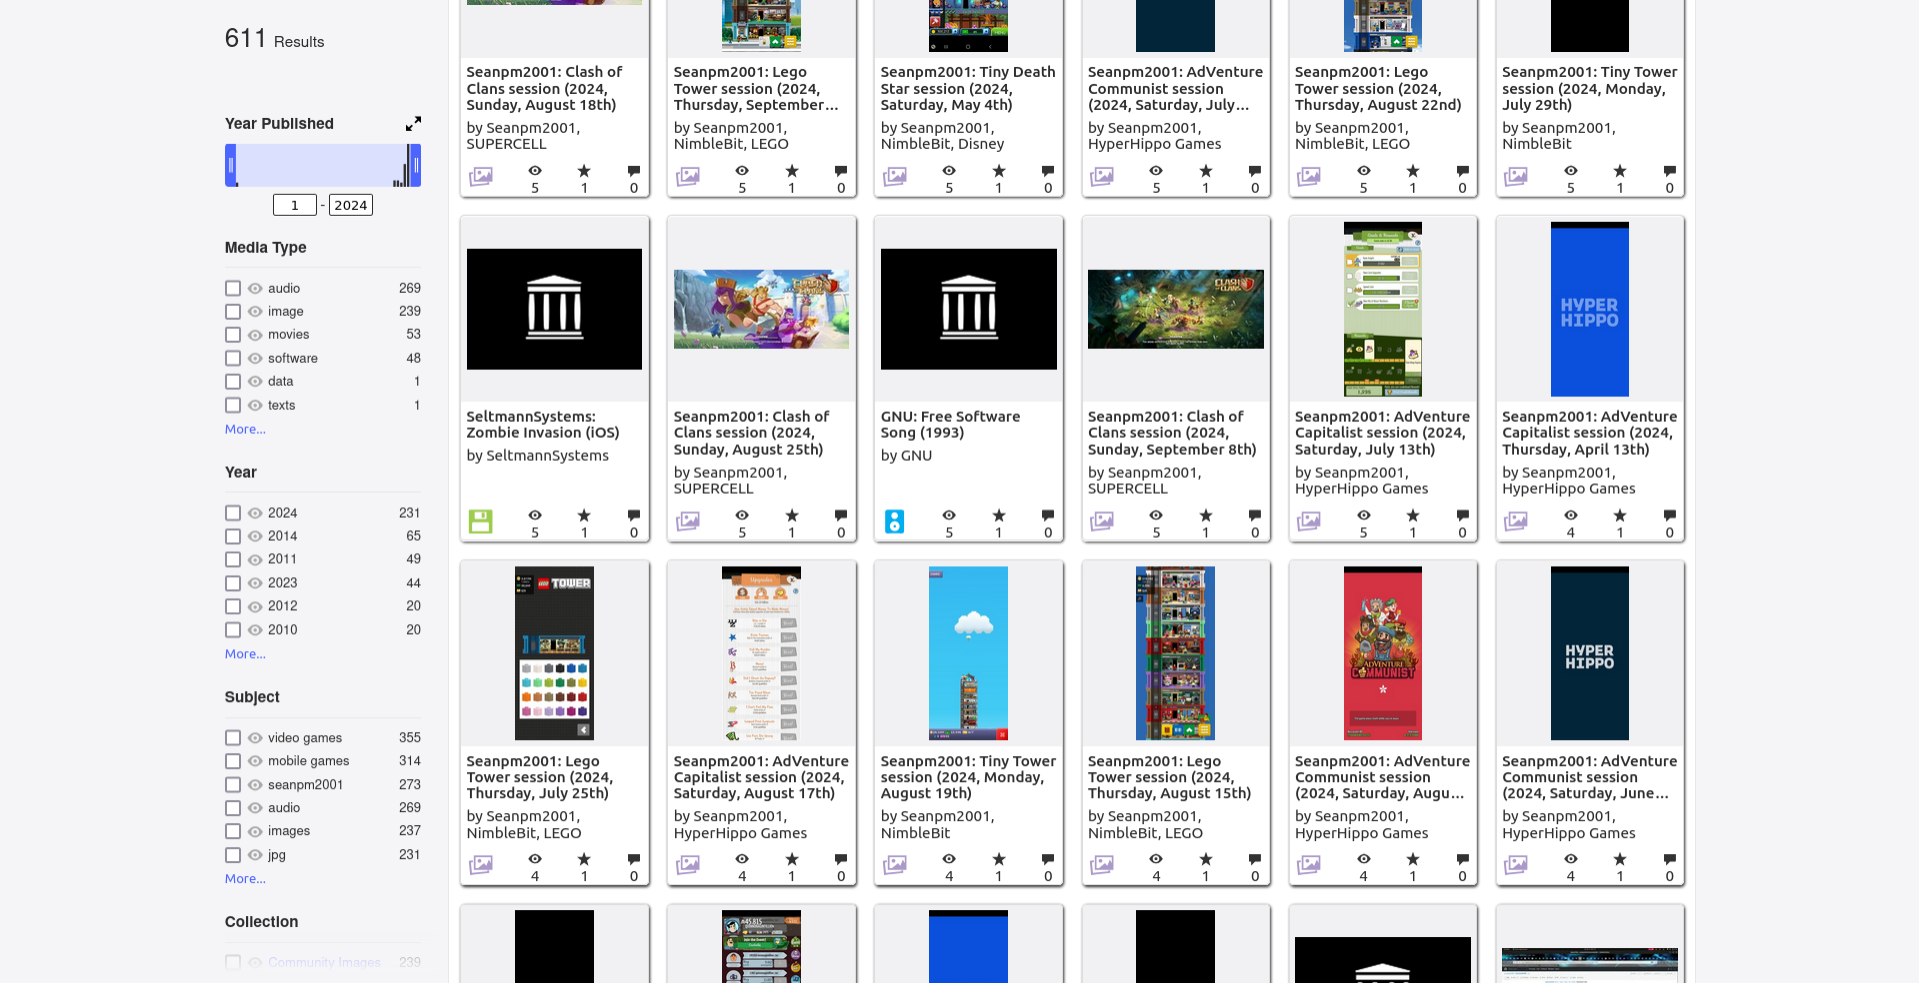 611 Results
Year Published
1 - 2024
Media Type
audio 269
image 239
movies 53
software 48
data 1
texts 1
More...
Year
2024 231
2014 65
2011 49
2023 44
2012 20
2010 20
More...
Subject
video games 355
mobile games 314
seanpm2001 273
audio 269
images 237
jpg 231
More...
Collection
Community Images 239
Seanpm2001: Clash of
Clans session (2024,
Sunday, August 18th)
by Seanpm2001,
SUPERCELL
5 1 0
Seanpm2001: Lego
Tower session (2024,
Thursday, September...
by Seanpm2001,
NimbleBit, LEGO
5 1 0
Seanpm2001: Tiny Death
Star session (2024,
Saturday, May 4th)
by Seanpm2001,
NimbleBit, Disney
5 1 0
Seanpm2001: AdVenture
Communist session
(2024, Saturday, July...
by Seanpm2001,
HyperHippo Games
5 1 0
Seanpm2001: Lego
Tower session (2024,
Thursday, August 22nd)
by Seanpm2001,
NimbleBit, LEGO
5 1 0
Seanpm2001: Tiny Tower
session (2024, Monday,
July 29th)
by Seanpm2001,
NimbleBit
5 1 0
SeltmannSystems:
Zombie Invasion (iOS)
by SeltmannSystems
5 1 0
Seanpm2001: Clash of
Clans session (2024,
Sunday, August 25th)
by Seanpm2001,
SUPERCELL
5 1 0
GNU: Free Software
Song (1993)
by GNU
5 1 0
CLASH
CLANS
Seanpm2001: Clash of
Clans session (2024,
Sunday, September 8th)
by Seanpm2001,
SUPERCELL
5 1 0
Seanpm2001: AdVenture
Capitalist session (2024,
Saturday, July 13th)
by Seanpm2001,
HyperHippo Games
5 1 0
HYPER
HIPPO
Seanpm2001: AdVenture
Capitalist session (2024,
Thursday, April 13th)
by Seanpm2001,
HyperHippo Games
4 1 0
LEGO TOWER
Seanpm2001: Lego
Tower session (2024,
Thursday, July 25th)
by Seanpm2001,
NimbleBit, LEGO
4 1 0
Upgrades
Seanpm2001: AdVenture
Capitalist session (2024,
Saturday, August 17th)
by Seanpm2001,
HyperHippo Games
4 1 0
Seanpm2001: Tiny Tower
session (2024, Monday,
August 19th)
by Seanpm2001,
NimbleBit
4 1 0
Seanpm2001: Lego
Tower session (2024,
Thursday, August 15th)
by Seanpm2001,
NimbleBit, LEGO
4 1 0
ADVENTURE
COMMUNIST
Seanpm2001: AdVenture
Communist session
(2024, Saturday, Augu...
by Seanpm2001,
HyperHippo Games
4 1 0
HYPER
HIPPO
Seanpm2001: AdVenture
Communist session
(2024, Saturday, June...
by Seanpm2001,
HyperHippo Games
4 1 0